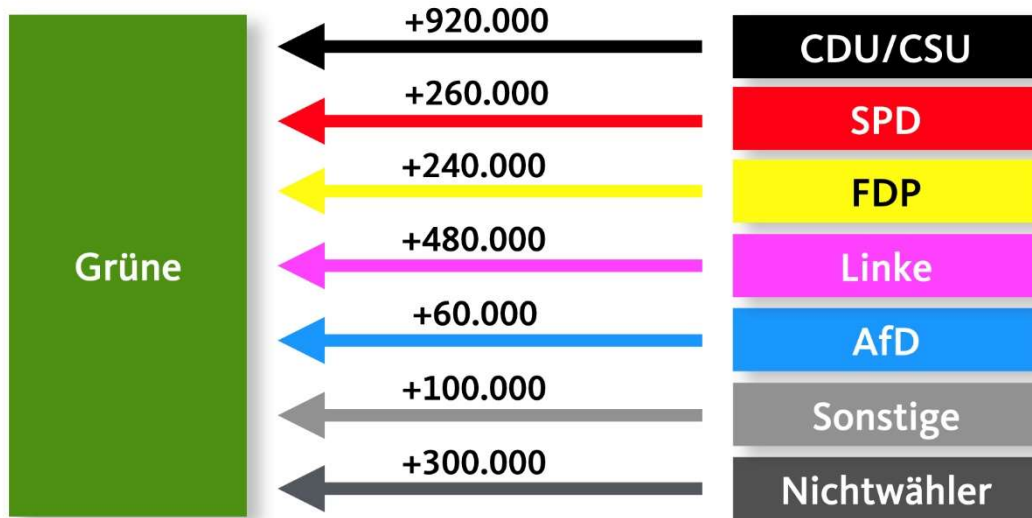 +920.000
CDU/CSU
+260.000
SPD
+240.000
FDP
Grüne
+480.000
Linke
+60.000
AfD
+100.000
Sonstige
+300.000
Nichtwähler